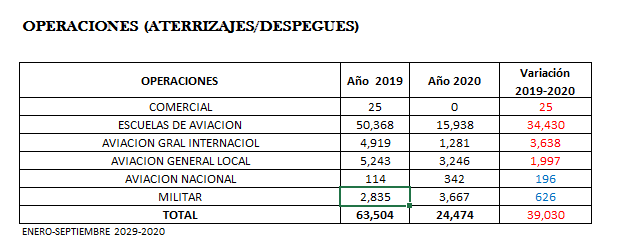 OPERACIONES (ATERRIZAJES/DESPEGUES)
OPERACIONES Año 2019 Año 2020 Variación 2019-2020
COMERCIAL 25 0 25
ESCUELAS DE AVIACION 50,368 15,938 34,430
AVIACION GRAL INTERNACIOL 4,919 1,281 3,638
AVIACION GENERAL LOCAL 5,243 3,246 1,997
AVIACION NACIONAL 114 342 196
MILITAR 2,835 3,667 626
TOTAL 63,504 24,474 39,030
ENERO-SEPTIEMBRE 2029-2020